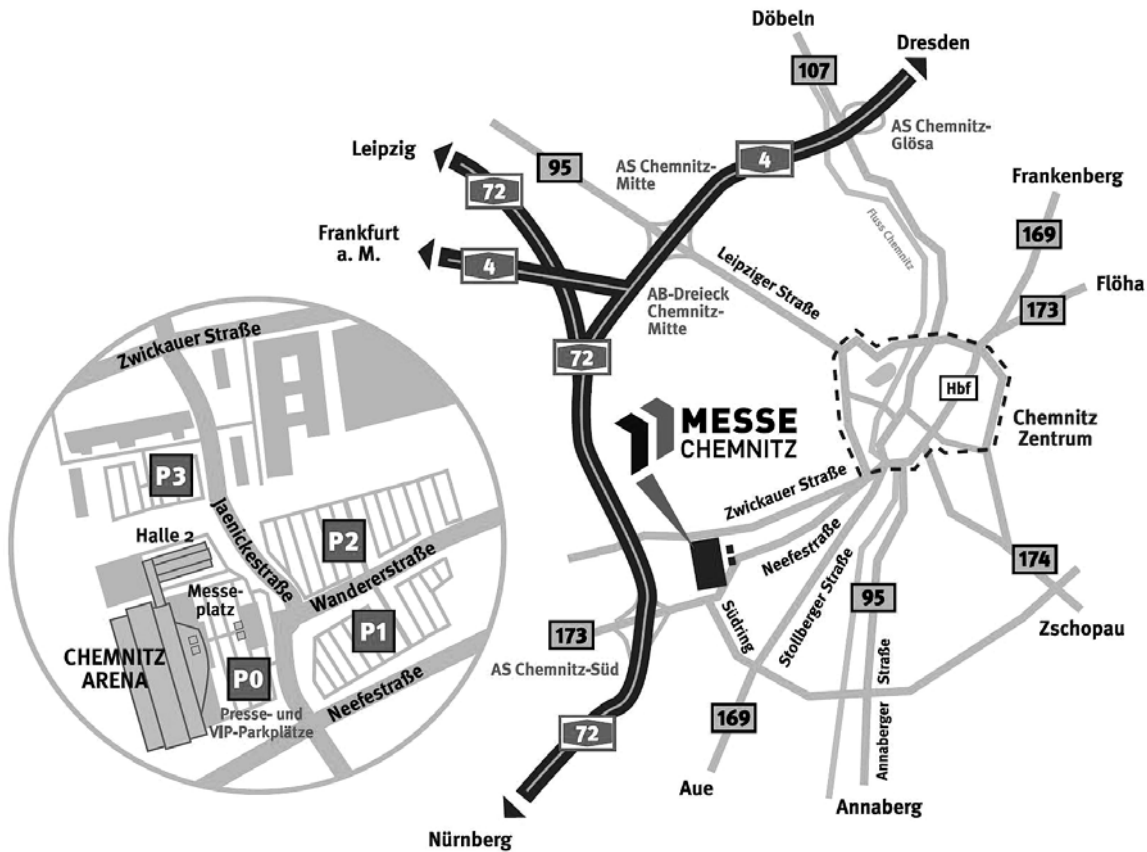 Döbeln
Dresden
107
AS Chemnitz-
Glösa
Leipzig
95
AS Chemnitz-
Mitte
4
72
Frankenberg
169
Fluss Chemnitz
Frankfurt
a. M.
4
Leipziger Straße
Flöha
173
AB-Dreieck
Chemnitz-
Mitte
72
Hbf
Chemnitz
Zentrum
MESSE
CHEMNITZ
Zwickauer Straße
Neefestraße
Stollberger Straße
Südring
95
174
Zschopau
173
AS Chemnitz-Süd
Annaberger Straße
169
72
Aue
Annaberg
Nürnberg
Zwickauer Straße
P3
Jaenickestraße
Halle 2
P2
Wandererstraße
Messe-
platz
P1
CHEMNITZ
ARENA
P0
Neefestraße
Presse- und
VIP-Parkplätze